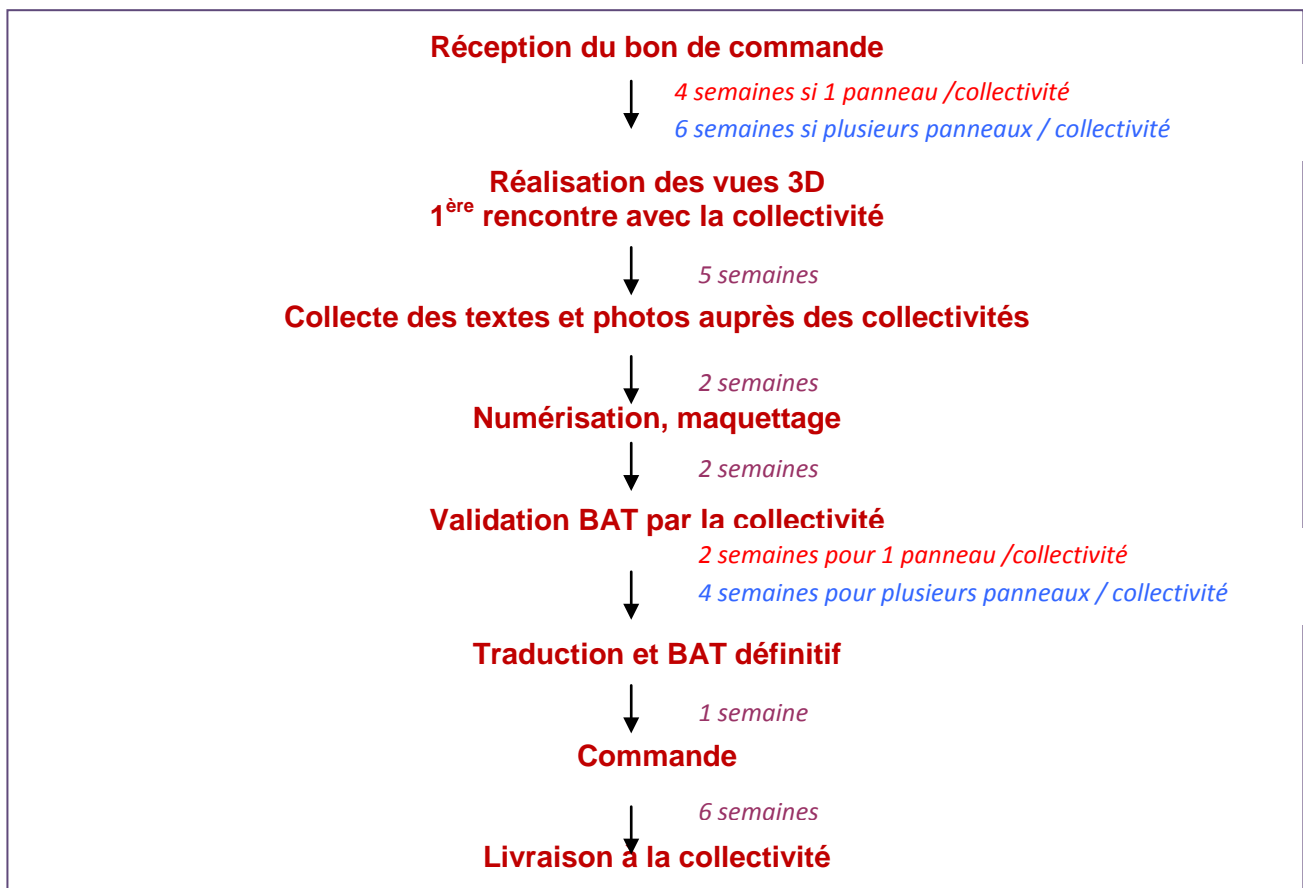 Réception du bon de commande
4 semaines si 1 panneau /collectivité
6 semaines si plusieurs panneaux / collectivité
Réalisation des vues 3D
1ère rencontre avec la collectivité
5 semaines
Collecte des textes et photos auprès des collectivités
2 semaines
Numérisation, maquettage
2 semaines
Validation BAT par la collectivité
2 semaines pour 1 panneau /collectivité
4 semaines pour plusieurs panneaux / collectivité
Traduction et BAT définitif
1 semaine
Commande
6 semaines
Livraison à la collectivité